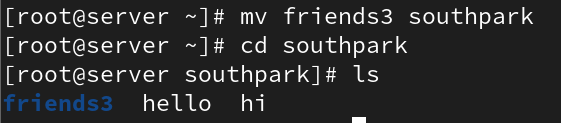 [root@server ~]# mv friends3 southpark
[root@server ~]# cd southpark
[root@server southpark]# ls
friends3  hello  hi